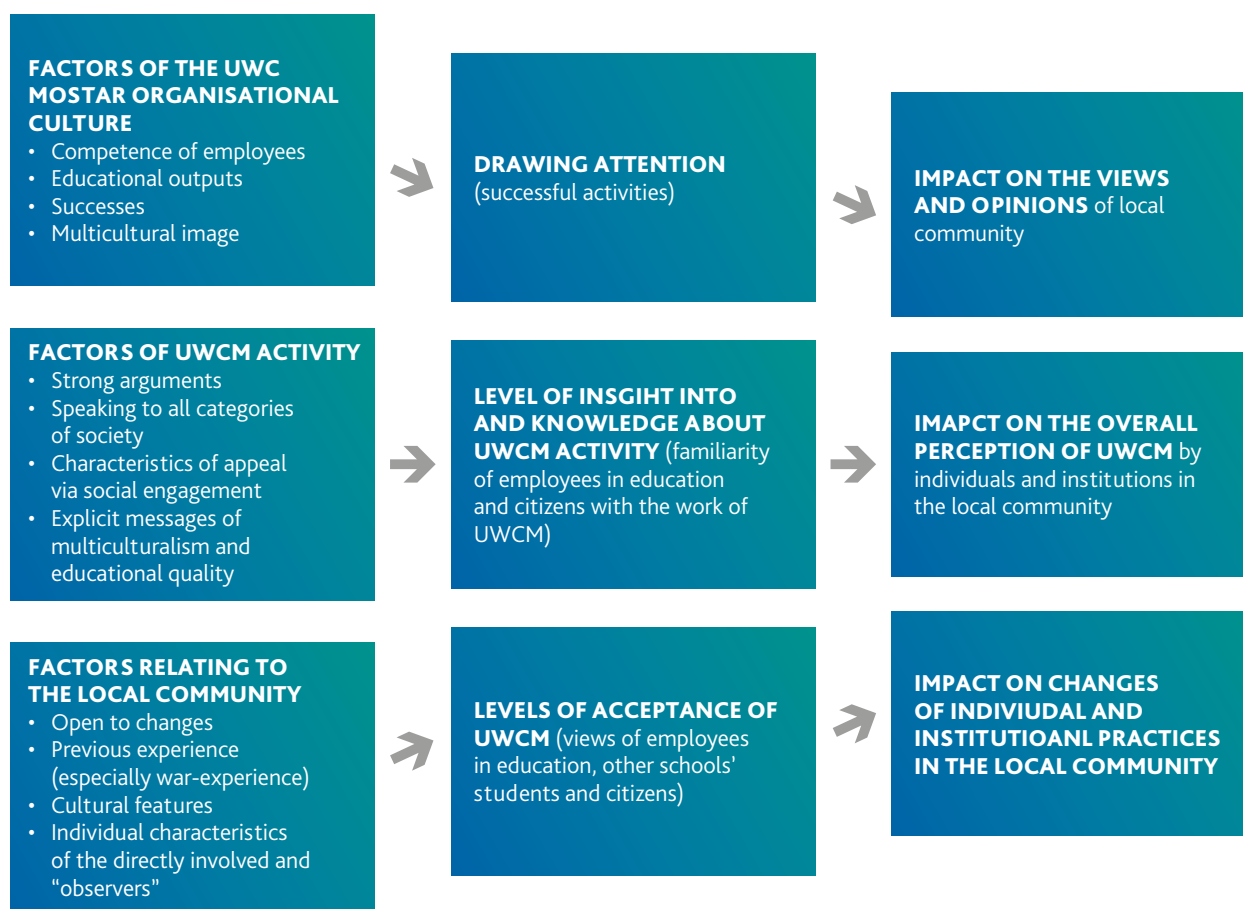 FACTORS OF THE UWC
MOSTAR ORGANISATIONAL
CULTURE
• Competence of employees
• Educational outputs
• Successes
• Multicultural image
DRAWING ATTENTION
(successful activities)
IMPACT ON THE VIEWS
AND OPINIONS of local
community
FACTORS OF UWCM ACTIVITY
• Strong arguments
• Speaking to all categories
of society
• Characteristics of appeal
via social engagement
• Explicit messages of
multiculturalism and
educational quality
LEVEL OF INSGIHT INTO
AND KNOWLEDGE ABOUT
UWCM ACTIVITY (familiarity
of employees in education
and citizens with the work of
UWCM)
IMAPCT ON THE OVERALL
PERCEPTION OF UWCM by
individuals and institutions in
the local community
FACTORS RELATING TO
THE LOCAL COMMUNITY
• Open to changes
• Previous experience
(especially war-experience)
• Cultural features
• Individual characteristics
of the directly involved and
“observers”
LEVELS OF ACCEPTANCE OF
UWCM (views of employees
in education, other schools’
students and citizens)
IMPACT ON CHANGES
OF INDIVIUDAL AND
INSTITUTIOANL PRACTICES
IN THE LOCAL COMMUNITY